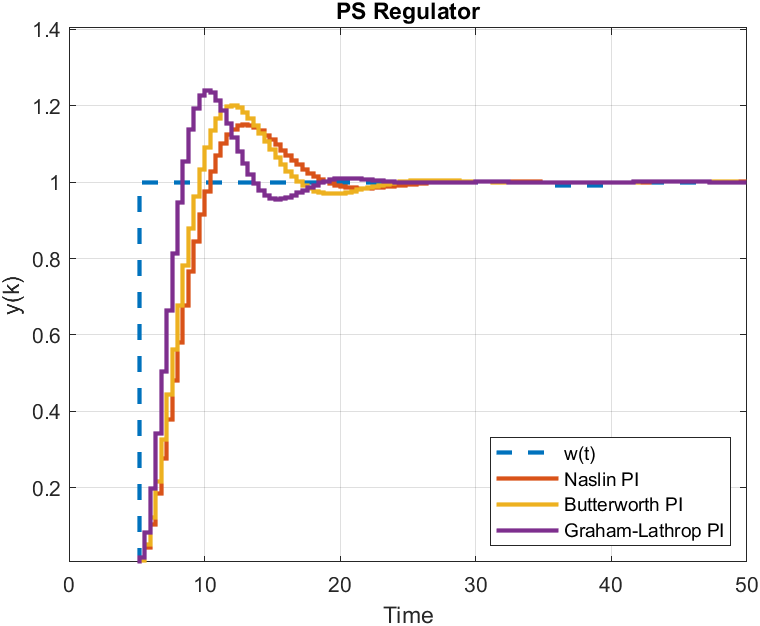 PS Regulator
1.4
1.2
1
0.8
0.6
0.4
0.2
y(k)
w(t)
Naslin PI
Butterworth PI
Graham-Lathrop PI
0 10 20 30 40 50
Time